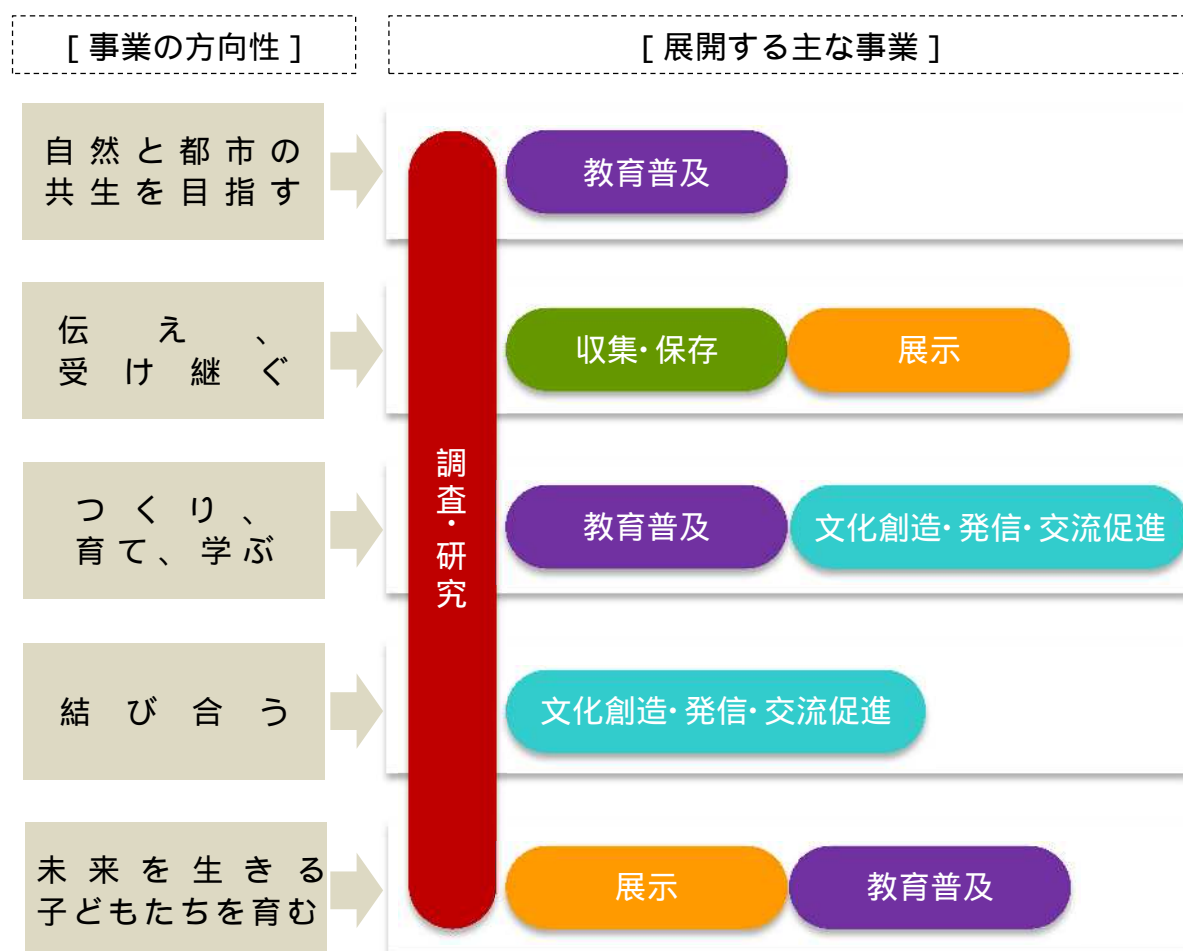 [ 事業の方向性 ]
[ 展開する主な事業 ]
自然と都市の
共生を目指す
教育普及
伝え、
受け継ぐ
収集・保存
展示
調査・研究
つくり、
育て、学ぶ
教育普及
文化創造・発信・交流促進
結び合う
文化創造・発信・交流促進
未来を生きる
子どもたちを育む
展示
教育普及